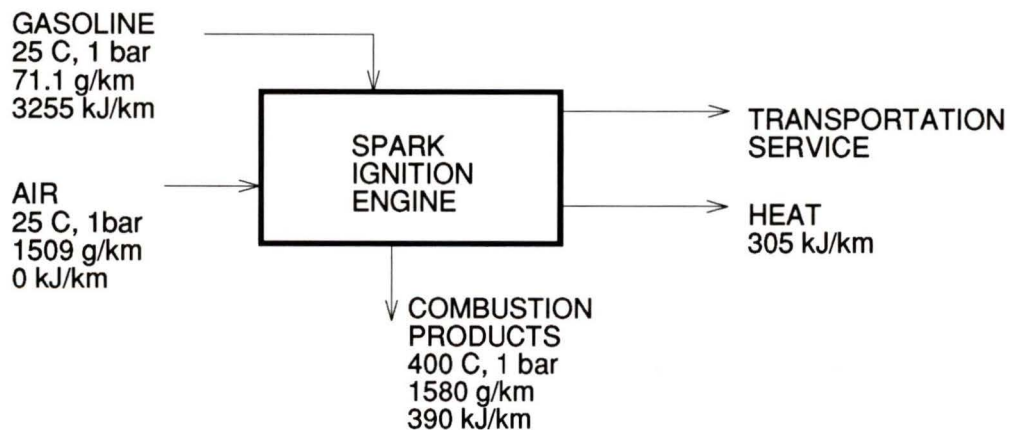 GASOLINE
25 C, 1 bar
71.1 g/km
3255 kJ/km
AIR
25 C, 1bar
1509 g/km
0 kJ/km
SPARK
IGNITION
ENGINE
TRANSPORTATION
SERVICE
HEAT
305 kJ/km
COMBUSTION
PRODUCTS
400 C, 1 bar
1580 g/km
390 kJ/km